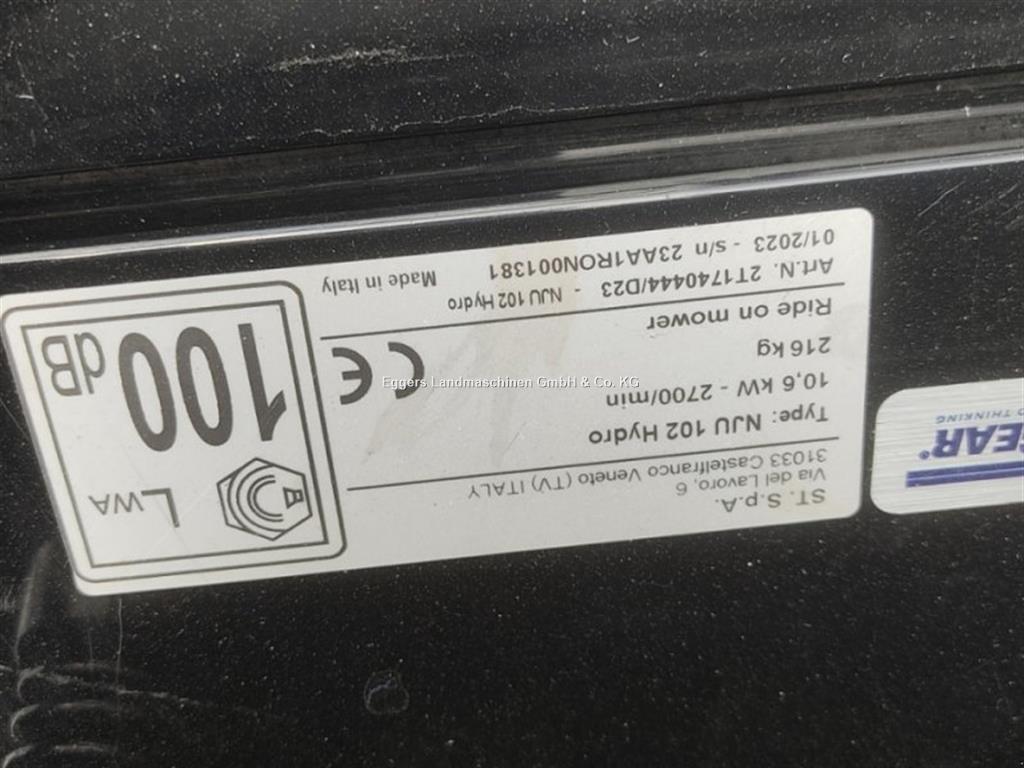 ST. S.p.A.
Via del Lavoro, 6
31033 Castelfranco Veneto (TV) ITALY
Type: NJU 102 Hydro
10,6 kW - 2700/min
216 kg
Ride on mower
CE
Art.N. 2T1740444/D23 - NJU 102 Hydro
01/2023 - s/n 23AA1RON001381
Made in Italy
LWA
100 dB
THINKING
Eggers Landmaschinen GmbH & Co. KG